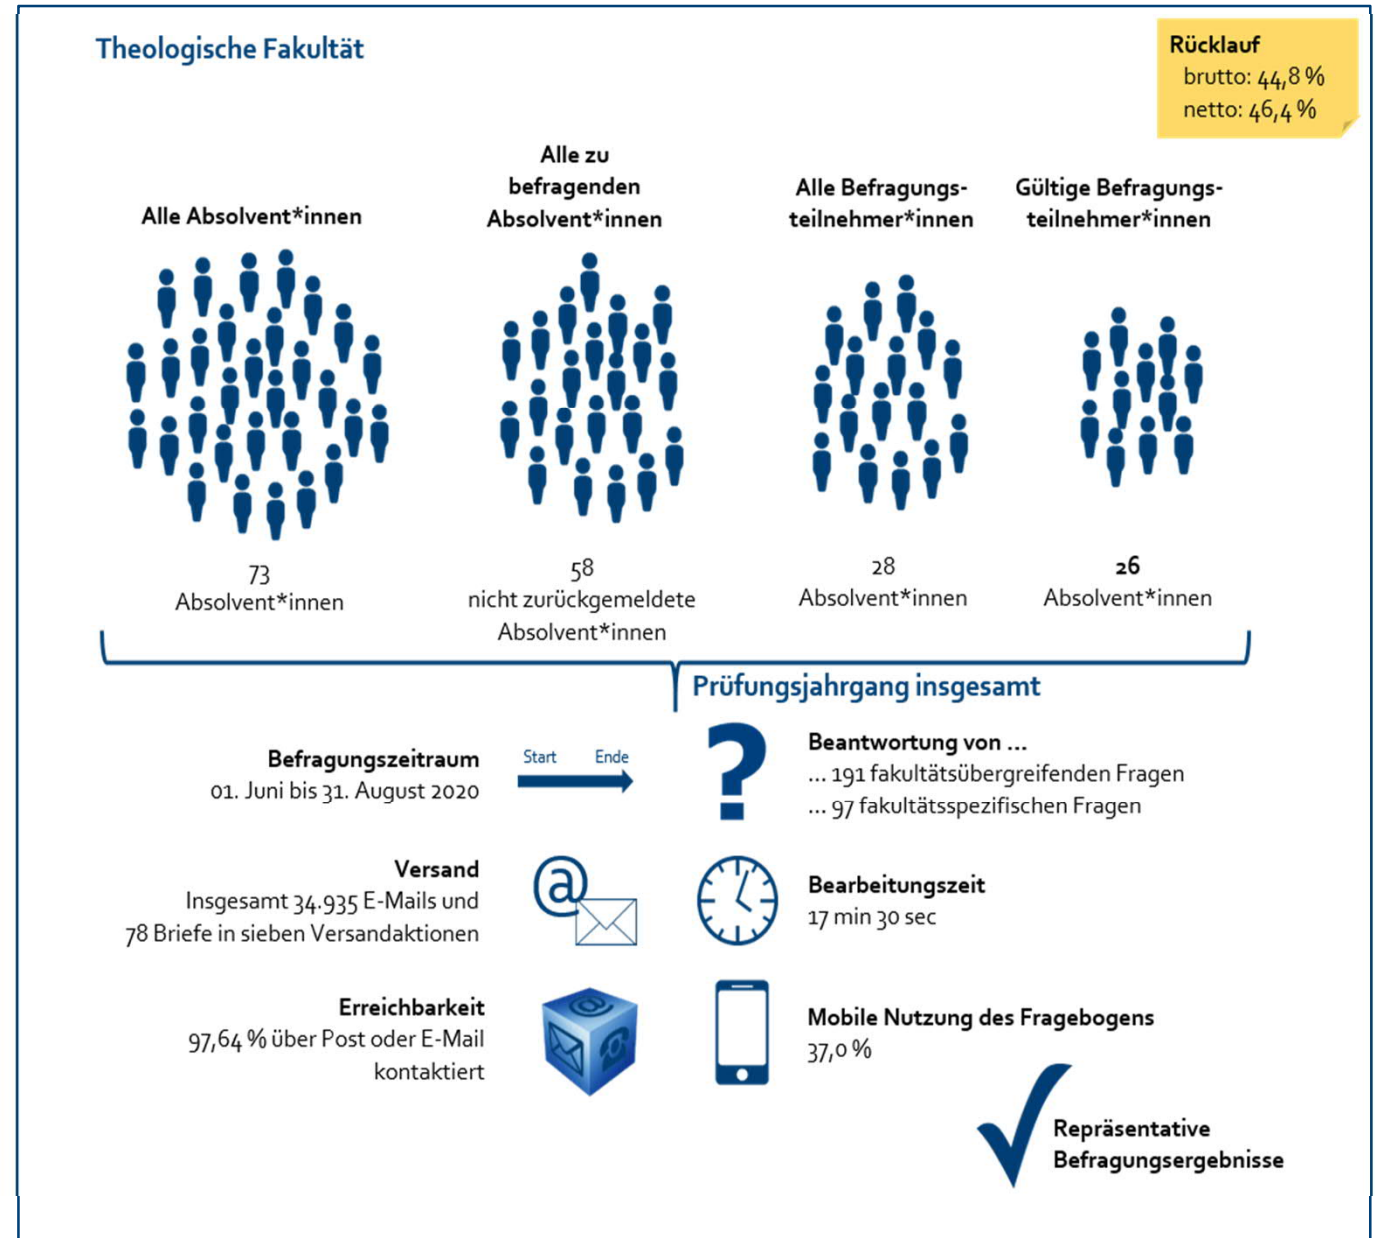 Theologische Fakultät
Rücklauf
brutto: 44,8 %
netto: 46,4 %
Alle Absolvent*innen
Alle zu
befragenden
Absolvent*innen
Alle Befragungs-
teilnehmer*innen
Gültige Befragungs-
teilnehmer*innen
73
Absolvent*innen
58
nicht zurückgemeldete
Absolvent*innen
28
Absolvent*innen
26
Absolvent*innen
Prüfungsjahrgang insgesamt
Befragungszeitraum
01. Juni bis 31. August 2020
Start Ende
?
Beantwortung von ...
... 191 fakultätsübergreifenden Fragen
... 97 fakultätsspezifischen Fragen
Versand
Insgesamt 34.935 E-Mails und
78 Briefe in sieben Versandaktionen
@
Bearbeitungszeit
17 min 30 sec
Erreichbarkeit
97,64 % über Post oder E-Mail
kontaktiert
@
Mobile Nutzung des Fragebogens
37,0 %
Repräsentative
Befragungsergebnisse